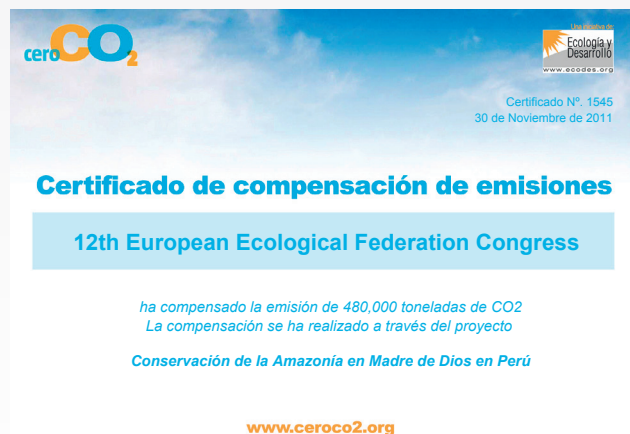 ceroCO2
Una iniciativa de:
Ecología y
Desarrollo
www.ecodes.org
Certificado Nº. 1545
30 de Noviembre de 2011
Certificado de compensación de emisiones
12th European Ecological Federation Congress
ha compensado la emisión de 480,000 toneladas de CO2
La compensación se ha realizado a través del proyecto
Conservación de la Amazonía en Madre de Dios en Perú
www.ceroco2.org